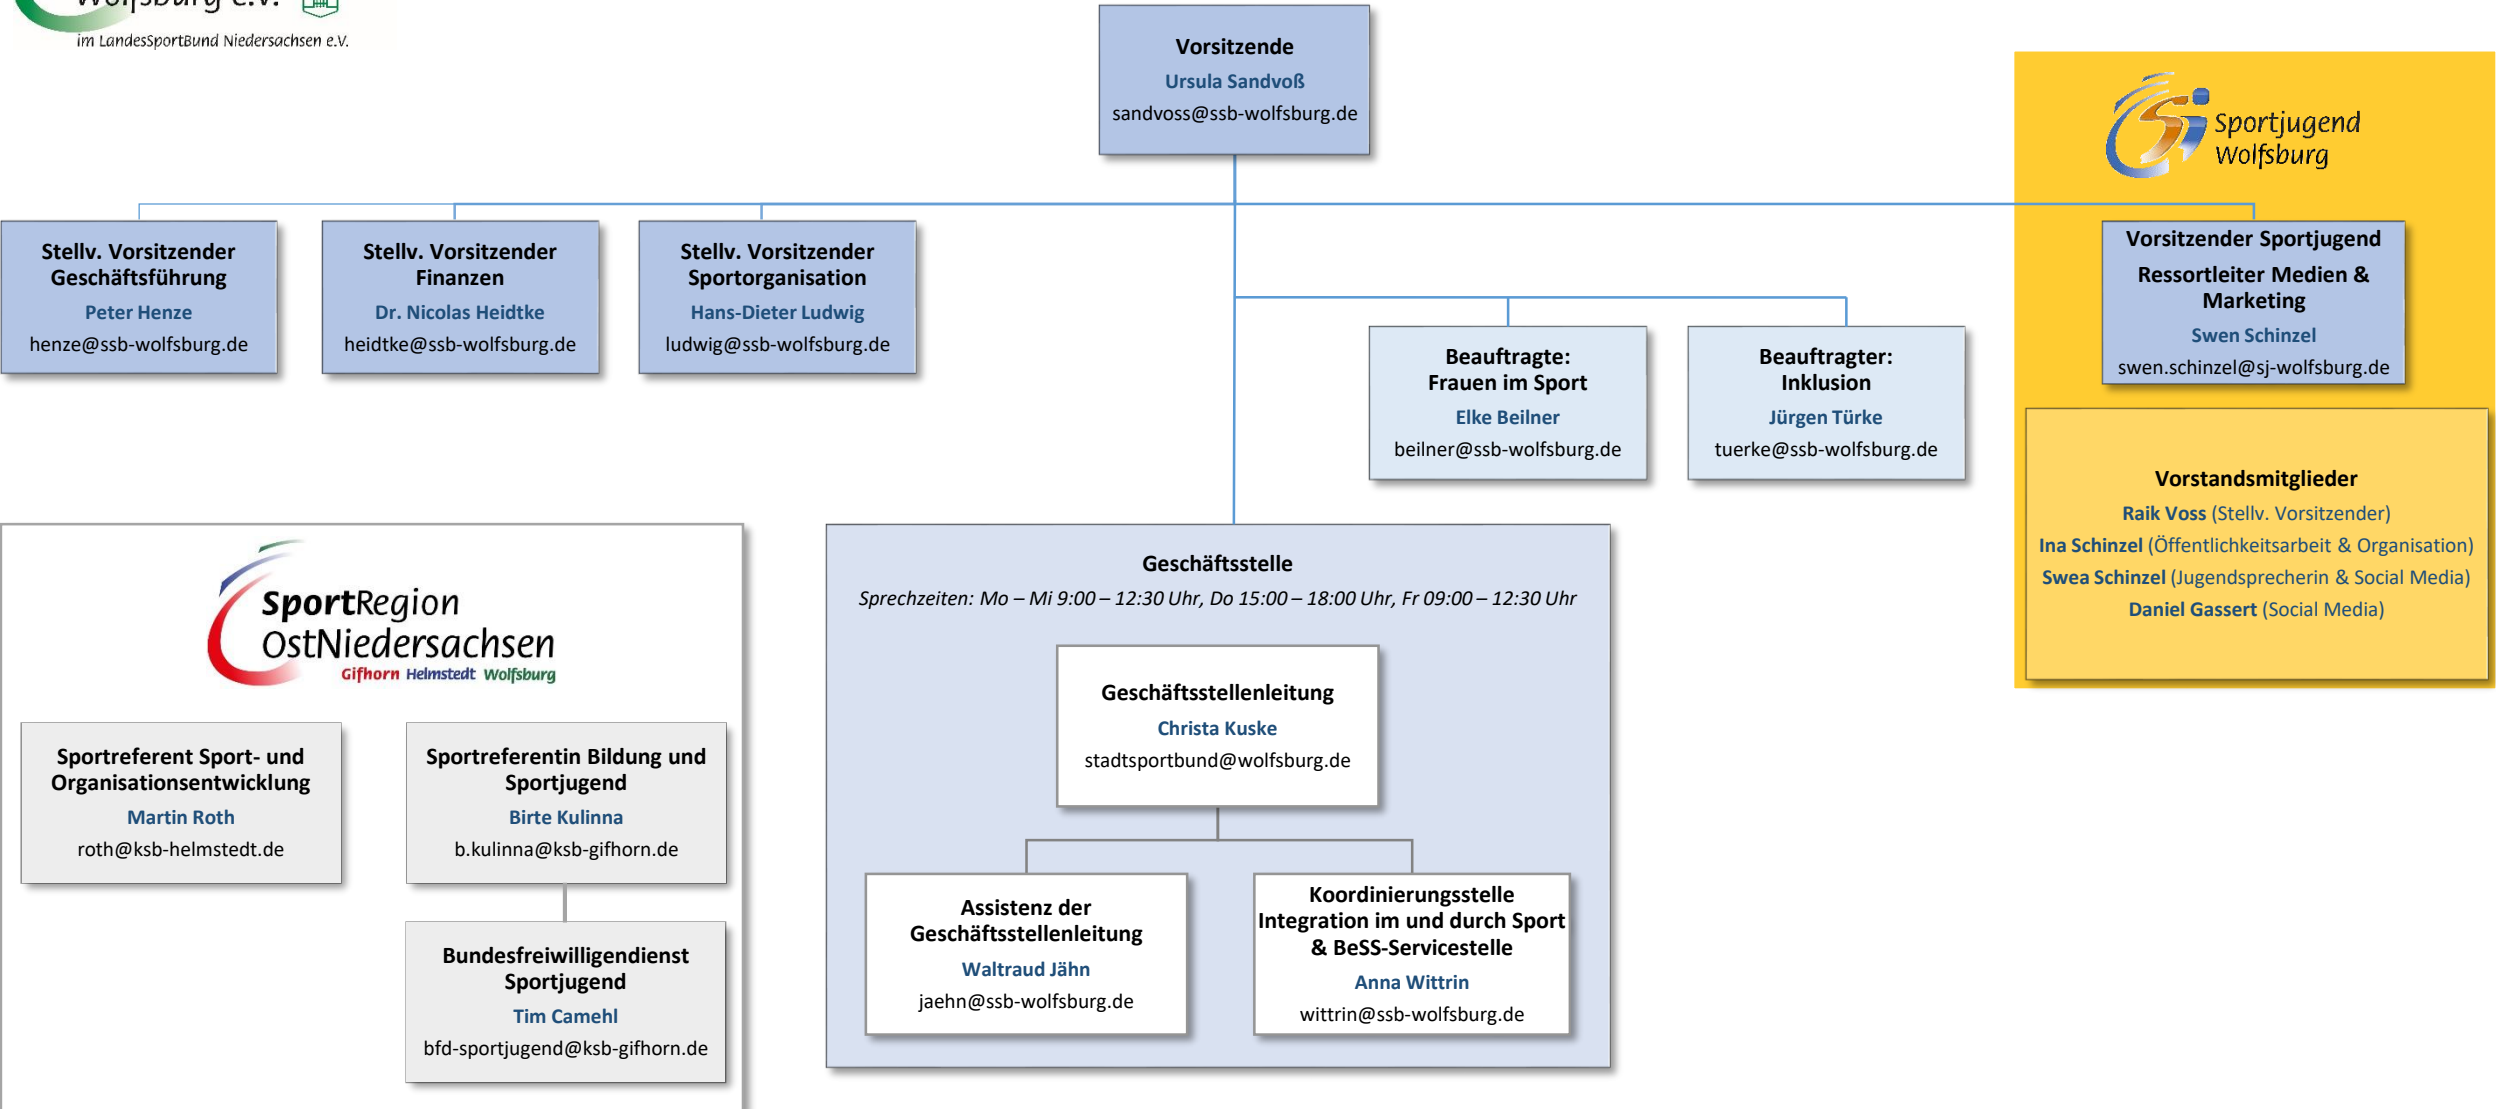 Wolfsburg e.V.
im LandesSportBund Niedersachsen e.V.
Vorsitzende
Ursula Sandvoß
sandvoss@ssb-wolfsburg.de
Sportjugend
Wolfsburg
Stellv. Vorsitzender
Geschäftsführung
Peter Henze
henze@ssb-wolfsburg.de
Stellv. Vorsitzender
Finanzen
Dr. Nicolas Heidtke
heidtke@ssb-wolfsburg.de
Stellv. Vorsitzender
Sportorganisation
Hans-Dieter Ludwig
ludwig@ssb-wolfsburg.de
Vorsitzender Sportjugend
Ressortleiter Medien &
Marketing
Swen Schinzel
swen.schinzel@sj-wolfsburg.de
Beauftragte:
Frauen im Sport
Elke Beilner
beilner@ssb-wolfsburg.de
Beauftragter:
Inklusion
Jürgen Türke
tuerke@ssb-wolfsburg.de
Vorstandsmitglieder
Raik Voss (Stellv. Vorsitzender)
Ina Schinzel (Öffentlichkeitsarbeit & Organisation)
Swea Schinzel (Jugendsprecherin & Social Media)
Daniel Gassert (Social Media)
SportRegion
OstNiedersachsen
Gifhorn Helmstedt Wolfsburg
Sportreferent Sport- und
Organisationsentwicklung
Martin Roth
roth@ksb-helmstedt.de
Sportreferentin Bildung und
Sportjugend
Birte Kulinna
b.kulinna@ksb-gifhorn.de
Bundesfreiwilligendienst
Sportjugend
Tim Camehl
bfd-sportjugend@ksb-gifhorn.de
Geschäftsstelle
Sprechzeiten: Mo – Mi 9:00 – 12:30 Uhr, Do 15:00 – 18:00 Uhr, Fr 09:00 – 12:30 Uhr
Geschäftsstellenleitung
Christa Kuske
stadtsportbund@wolfsburg.de
Assistenz der
Geschäftsstellenleitung
Waltraud Jähn
jaehn@ssb-wolfsburg.de
Koordinierungsstelle
Integration im und durch Sport
& BeSS-Servicestelle
Anna Wittrin
wittrin@ssb-wolfsburg.de